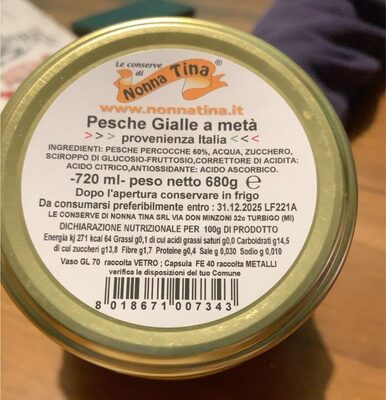 Le conserve
di
Nonna Tina®
www.nonnatina.it
Pesche Gialle a metà
>>> provenienza Italia <<<
INGREDIENTI: PESCHE PERCOCHE 60%, ACQUA, ZUCCHERO,
SCIROPPO DI GLUCOSIO-FRUTTOSIO,CORRETTORE DI ACIDITA:
ACIDO CITRICO,ANTIOSSIDANTE: ACIDO ASCORBICO.
-720 ml- peso netto 680g ℮
Dopo l'apertura conservare in frigo
Da consumarsi preferibilmente entro : 31.12.2025 LF221A
LE CONSERVE DI NONNA TINA SRL VIA DON MINZONI 32c TURBIGO (MI)
DICHIARAZIONE NUTRIZIONALE PER 100G DI PRODOTTO
Energia kj 271 kcal 64 Grassi g0,1 di cui acidi grassi saturi g0,0 Carboidrati g14,5
di cui zuccheri g13,8 Fibre g1,7 Proteine g0,4 Sale g 0,030 Sodio g 0,010
Vaso GL 70 raccolta VETRO ; Capsula FE 40 raccolta METALLI
verifica le disposizioni del tuo Comune
8 018671 007343